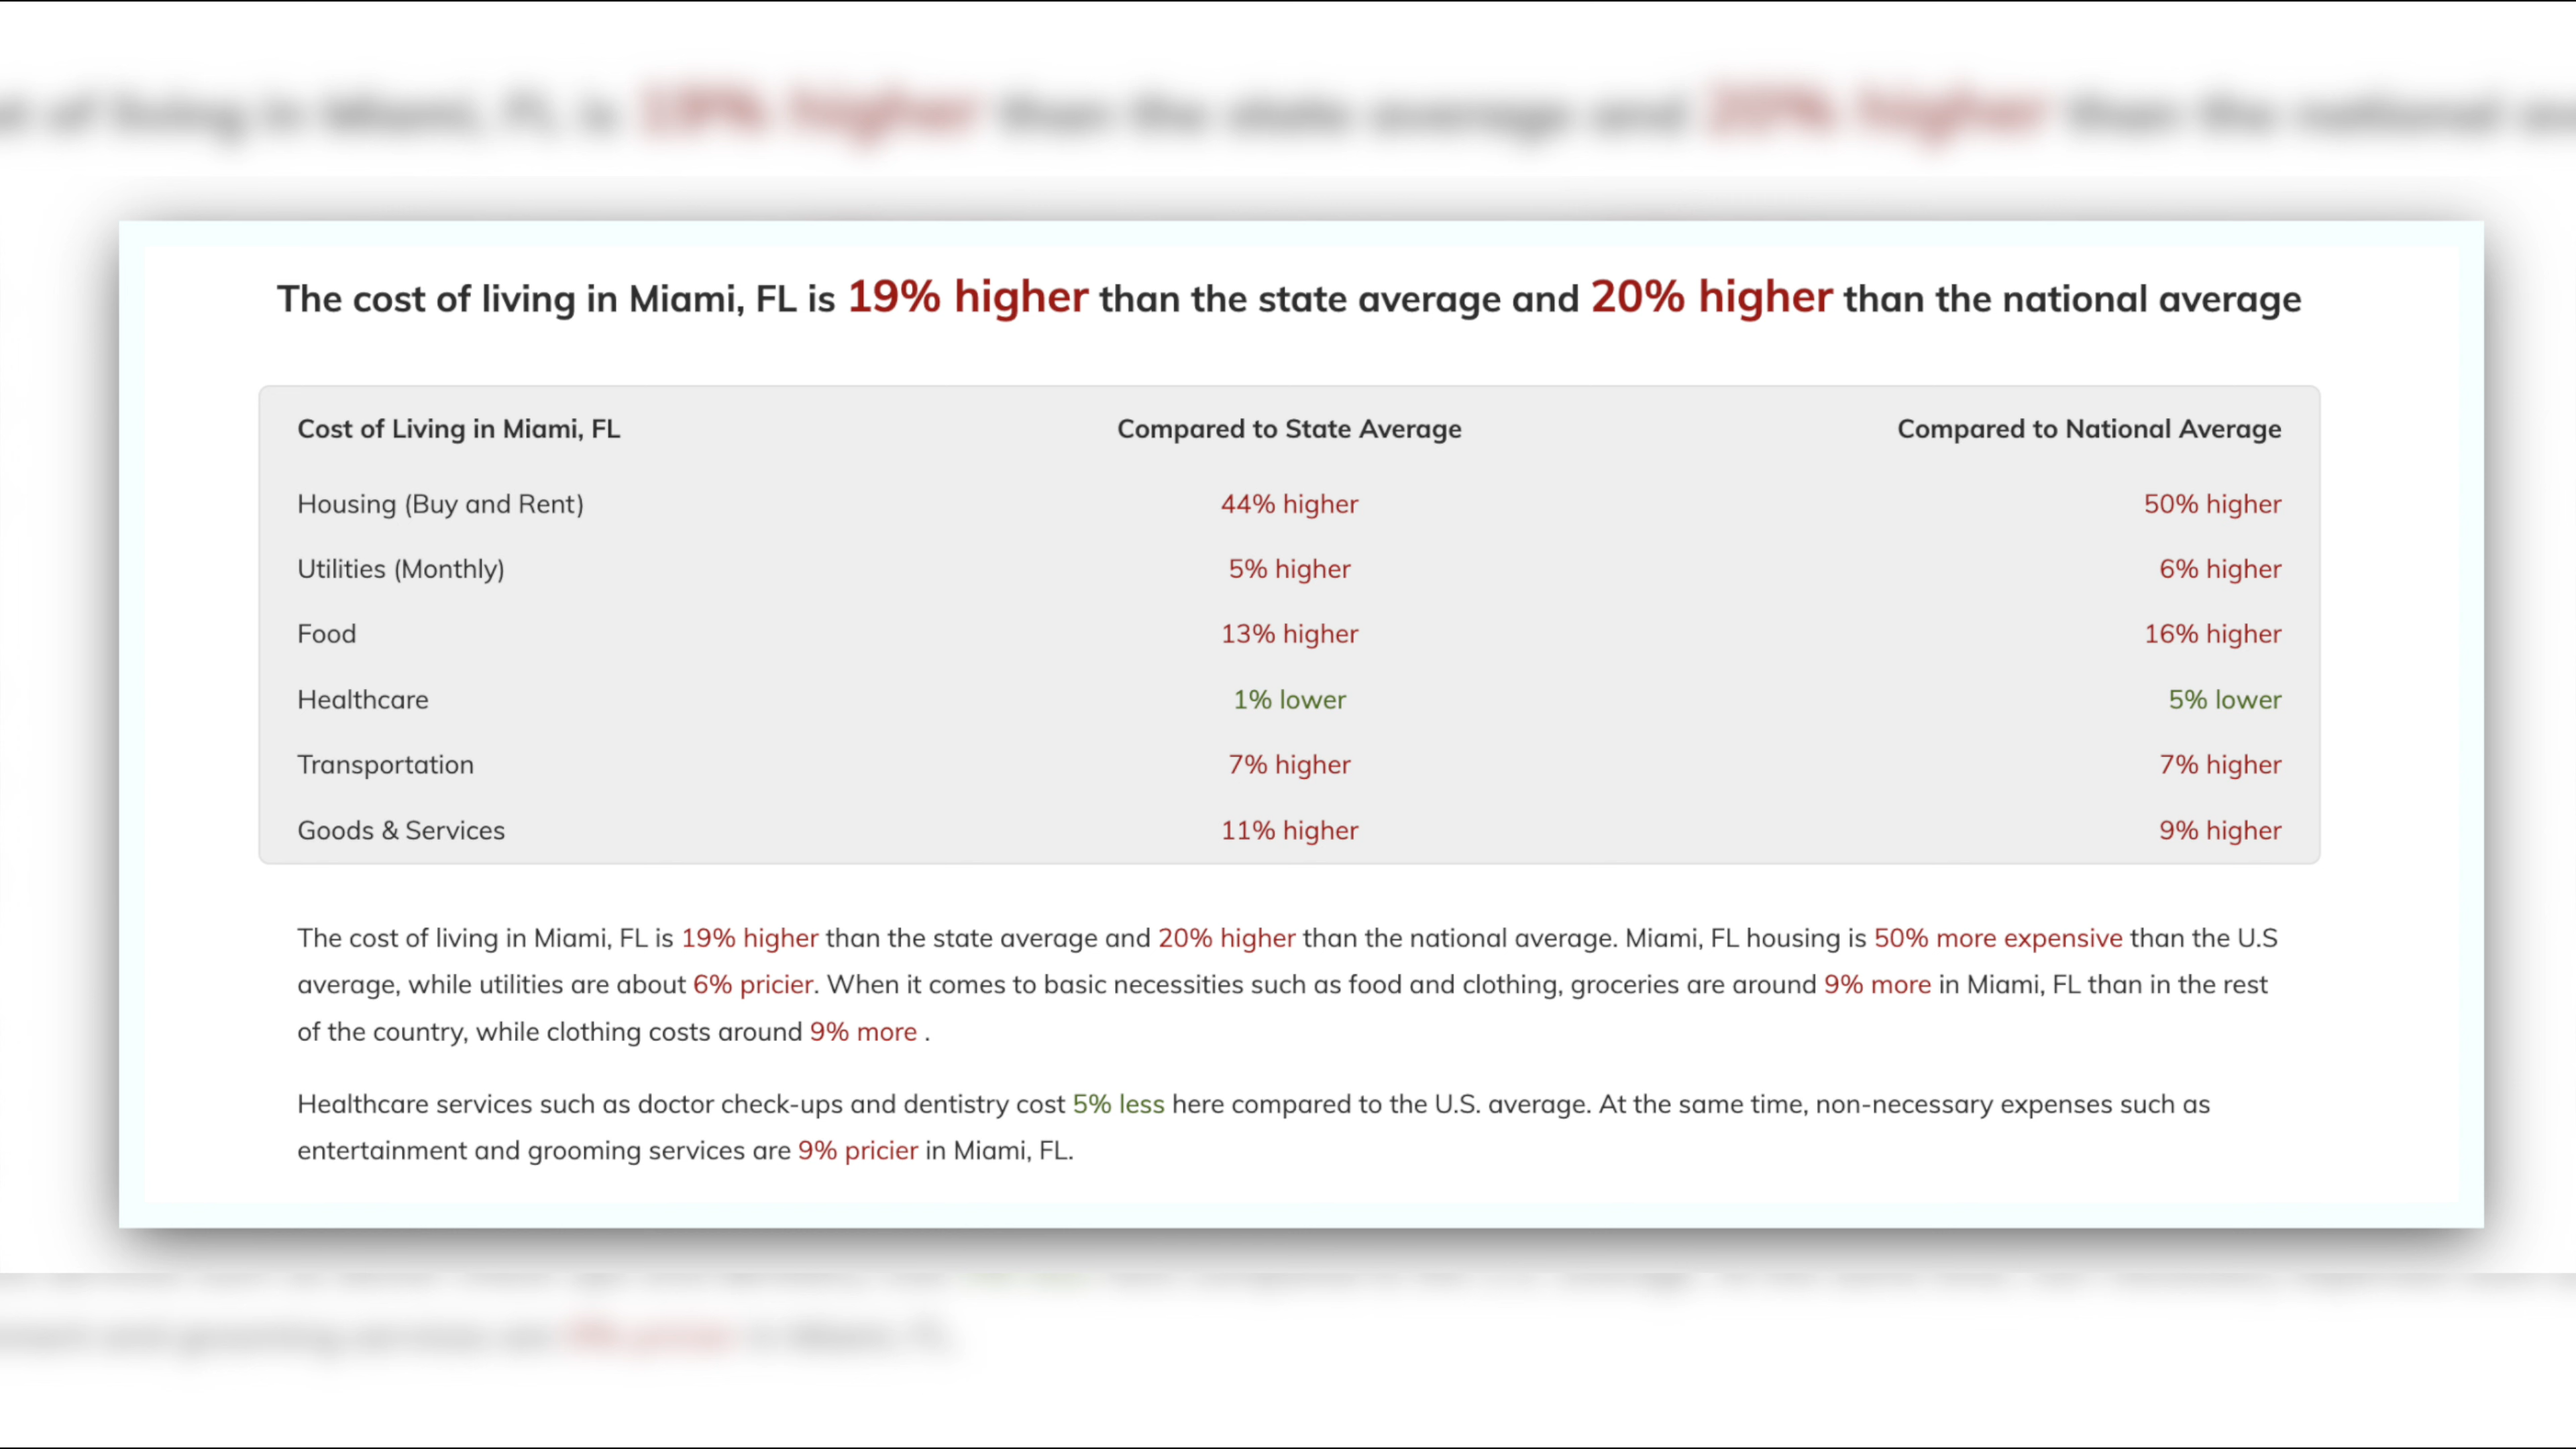 The cost of living in Miami, FL is 19% higher than the state average and 20% higher than the national average
Cost of Living in Miami, FL Compared to State Average Compared to National Average
Housing (Buy and Rent) 44% higher 50% higher
Utilities (Monthly) 5% higher 6% higher
Food 13% higher 16% higher
Healthcare 1% lower 5% lower
Transportation 7% higher 7% higher
Goods & Services 11% higher 9% higher
The cost of living in Miami, FL is 19% higher than the state average and 20% higher than the national average. Miami, FL housing is 50% more expensive than the U.S
average, while utilities are about 6% pricier. When it comes to basic necessities such as food and clothing, groceries are around 9% more in Miami, FL than in the rest
of the country, while clothing costs around 9% more .
Healthcare services such as doctor check-ups and dentistry cost 5% less here compared to the U.S. average. At the same time, non-necessary expenses such as
entertainment and grooming services are 9% pricier in Miami, FL.